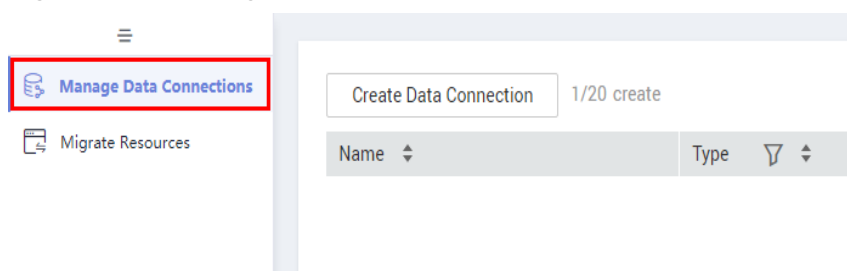 Manage Data Connections
Migrate Resources
Create Data Connection 1/20 create
Name Type